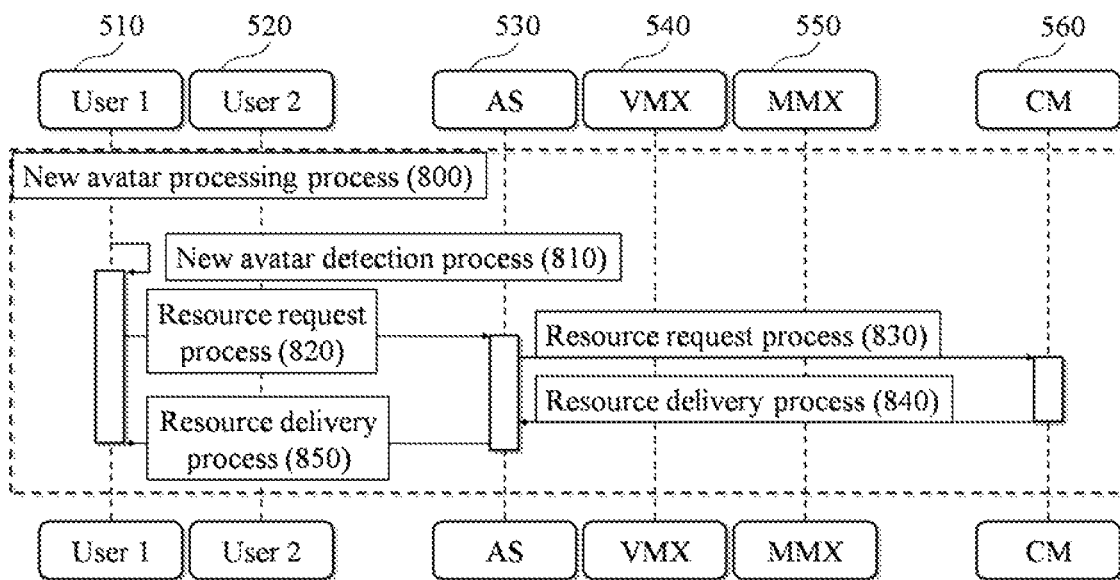 510 520 530 540 550 560
User 1 User 2 AS VMX MMX CM
New avatar processing process (800)
New avatar detection process (810)
Resource request
process (820)
Resource request process (830)
Resource delivery process (840)
Resource delivery
process (850)
User 1 User 2 AS VMX MMX CM